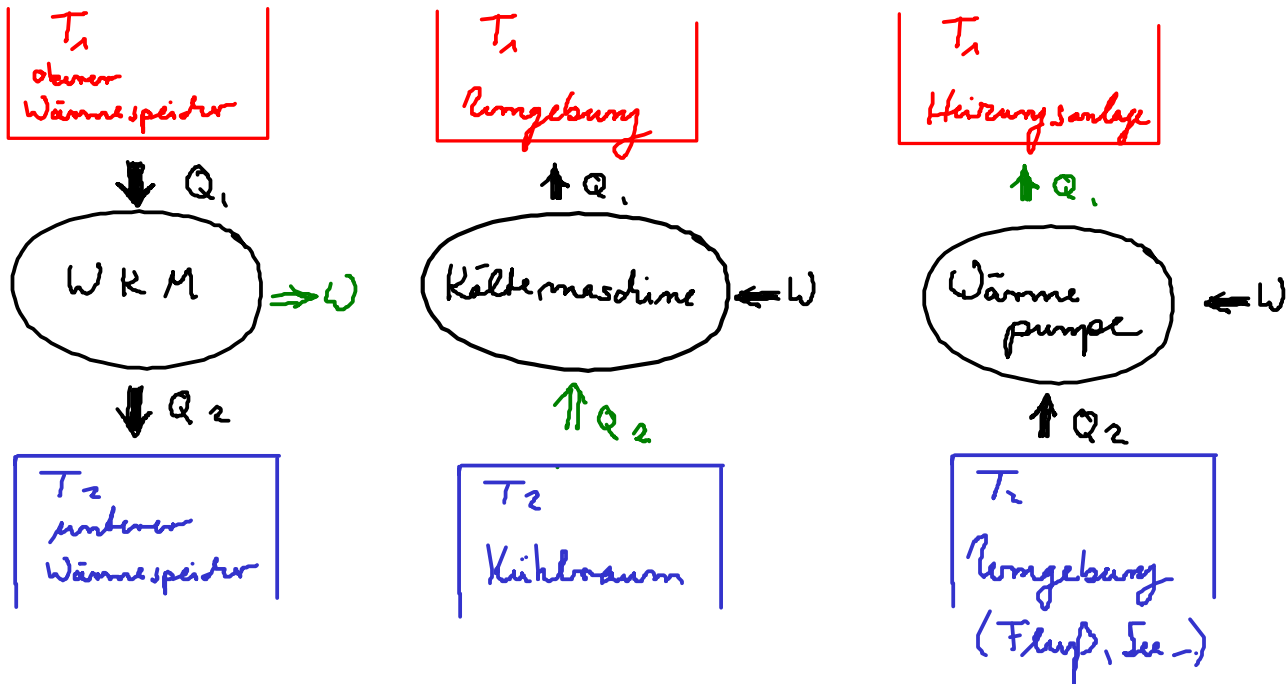 T₁
oberer
Wärmespeicher
Q₁
WKM
⇒ W
Q₂
T₂
unterer
Wärmespeicher
T₁
Umgebung
Q₁
Kältemaschine
W
Q₂
T₂
Kühlraum
T₁
Heizungsanlage
Q₁
Wärme
pumpe
W
Q₂
T₂
Umgebung
(Fluß, See ...)